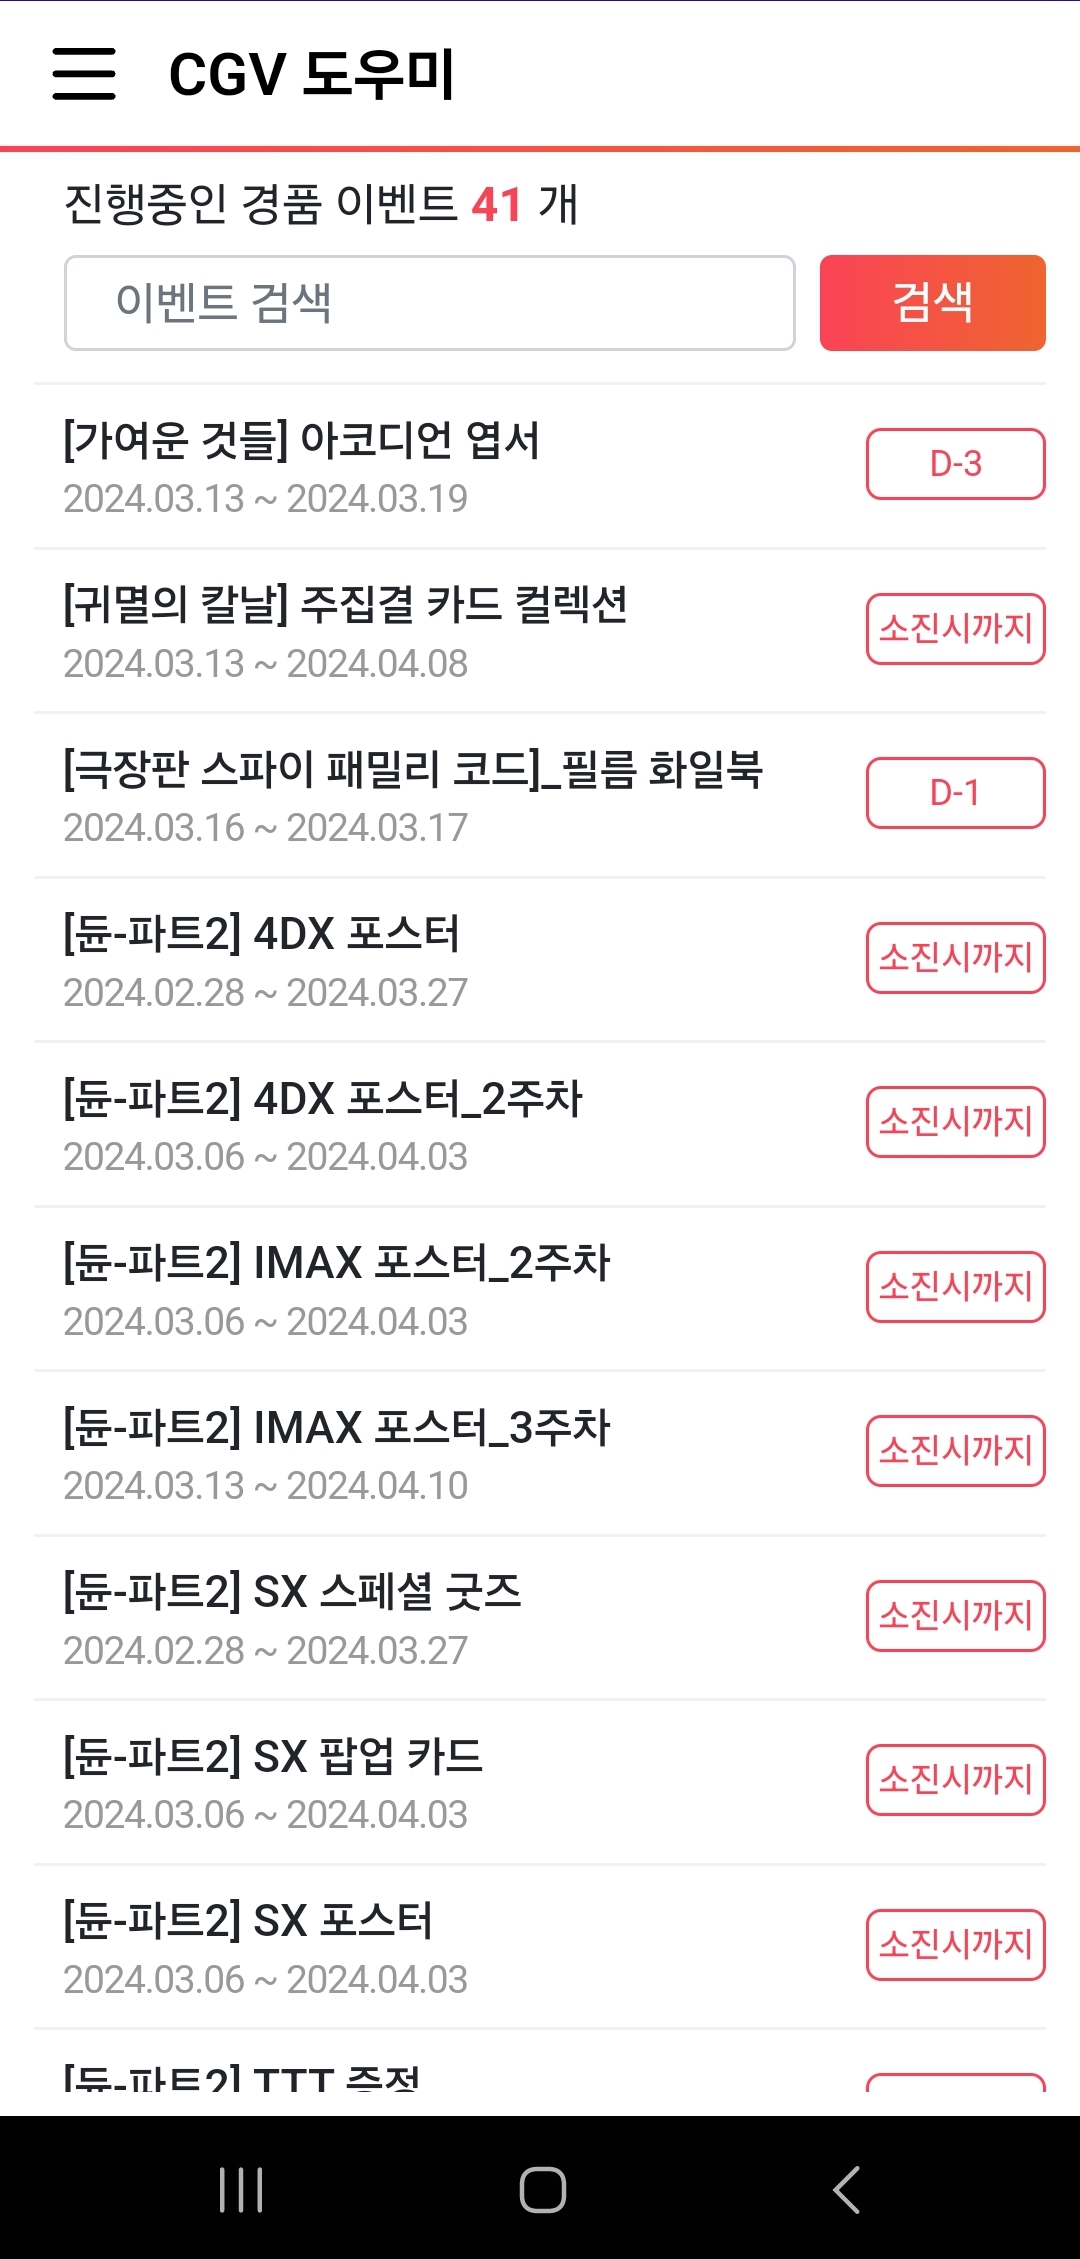 CGV 도우미
진행중인 경품 이벤트 41 개
이벤트 검색
검색
[가여운 것들] 아코디언 엽서
2024.03.13 ~ 2024.03.19
D-3
[귀멸의 칼날] 주집결 카드 컬렉션
2024.03.13 ~ 2024.04.08
소진시까지
[극장판 스파이 패밀리 코드]_필름 화일북
2024.03.16 ~ 2024.03.17
D-1
[듄-파트2] 4DX 포스터
2024.02.28 ~ 2024.03.27
소진시까지
[듄-파트2] 4DX 포스터_2주차
2024.03.06 ~ 2024.04.03
소진시까지
[듄-파트2] IMAX 포스터_2주차
2024.03.06 ~ 2024.04.03
소진시까지
[듄-파트2] IMAX 포스터_3주차
2024.03.13 ~ 2024.04.10
소진시까지
[듄-파트2] SX 스페셜 굿즈
2024.02.28 ~ 2024.03.27
소진시까지
[듄-파트2] SX 팝업 카드
2024.03.06 ~ 2024.04.03
소진시까지
[듄-파트2] SX 포스터
2024.03.06 ~ 2024.04.03
소진시까지
[듄-파트2] TTT 증정